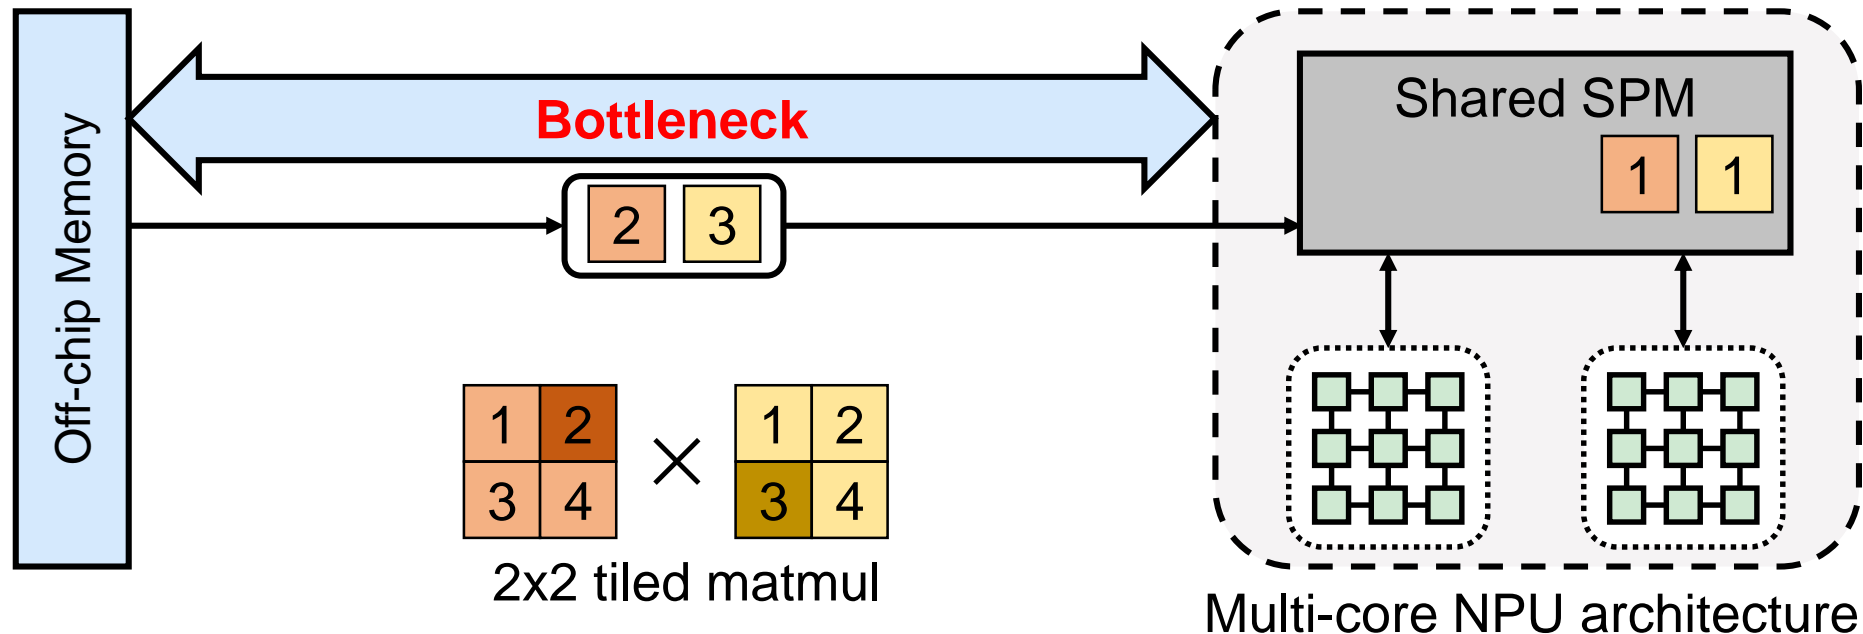 Off-chip Memory
Bottleneck
Shared SPM
1 1
2 3
1 2
3 4
×
1 2
3 4
2x2 tiled matmul
Multi-core NPU architecture